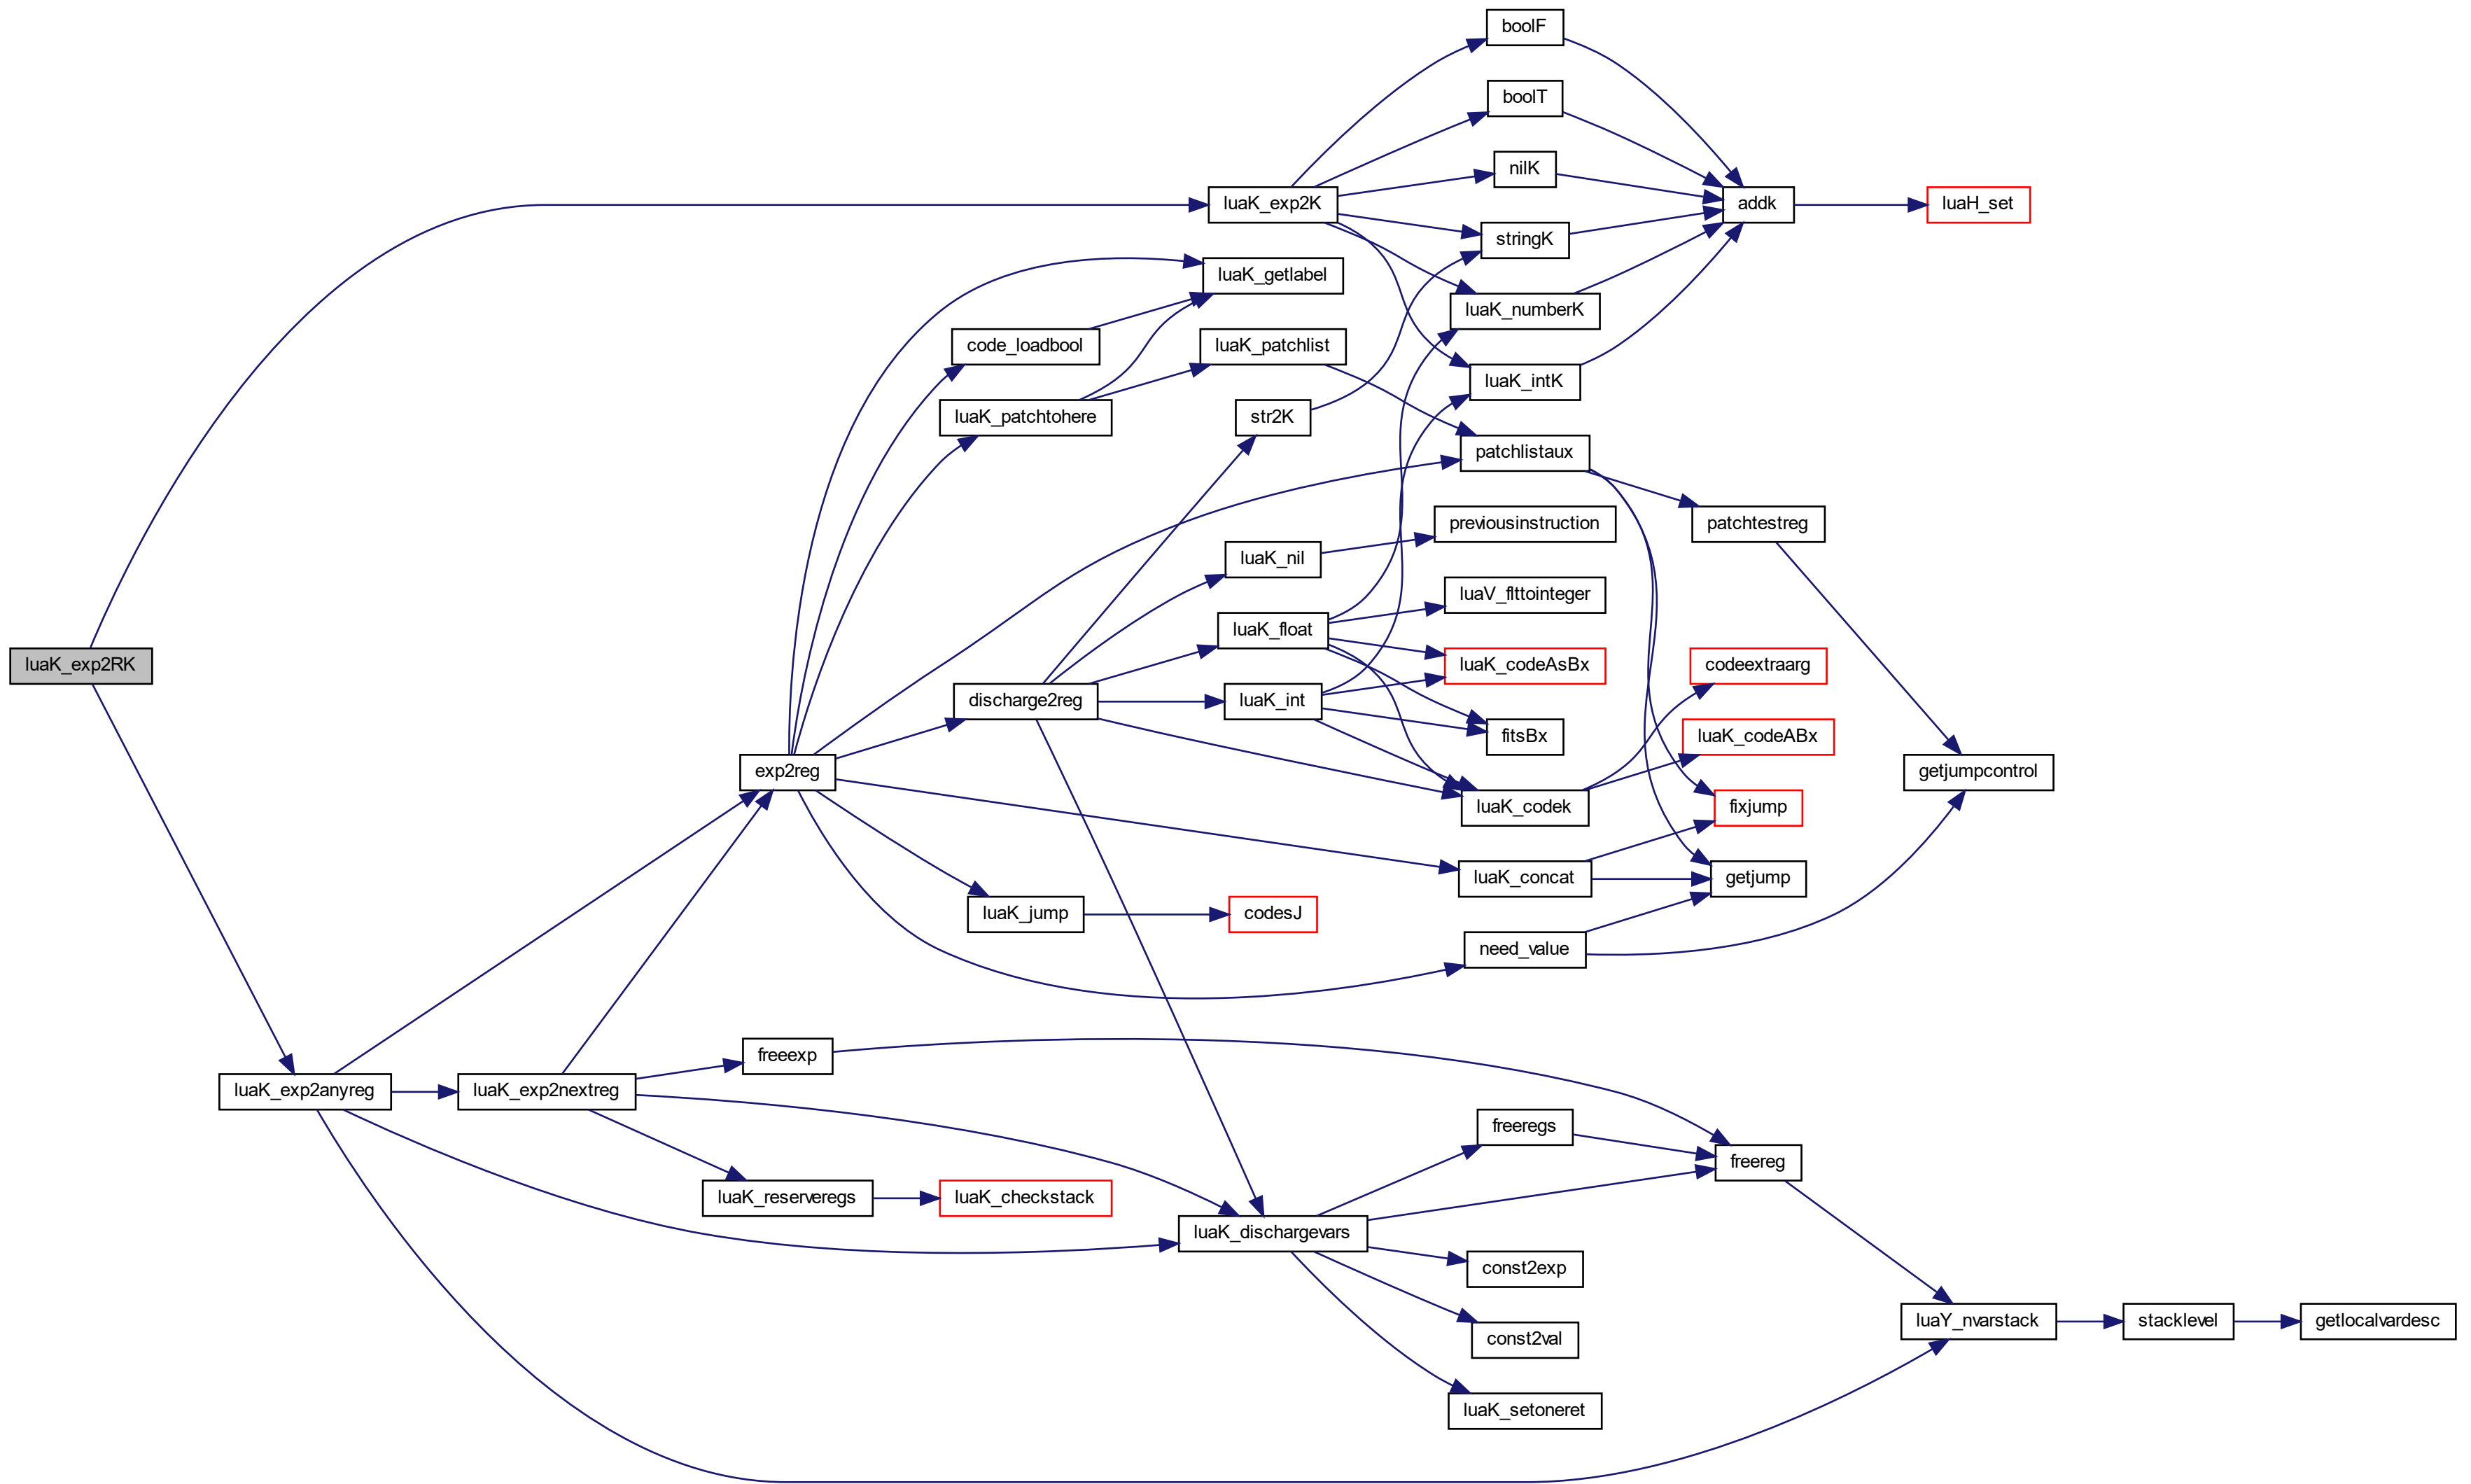 boolF
boolT
nilK
luaK_exp2K
addk
luaH_set
stringK
luaK_getlabel
luaK_numberK
code_loadbool
luaK_patchlist
luaK_intK
luaK_patchtohere
str2K
patchlistaux
previousinstruction
patchtestreg
luaK_nil
luaV_flttointeger
luaK_float
luaK_exp2RK
luaK_codeAsBx
codeextraarg
discharge2reg
luaK_int
fitsBx
luaK_codeABx
exp2reg
getjumpcontrol
luaK_codek
fixjump
luaK_concat
getjump
luaK_jump
codesJ
need_value
freeexp
luaK_exp2anyreg
luaK_exp2nextreg
freeregs
freereg
luaK_reserveregs
luaK_checkstack
luaK_dischargevars
const2exp
luaY_nvarstack
stacklevel
getlocalvardesc
const2val
luaK_setoneret